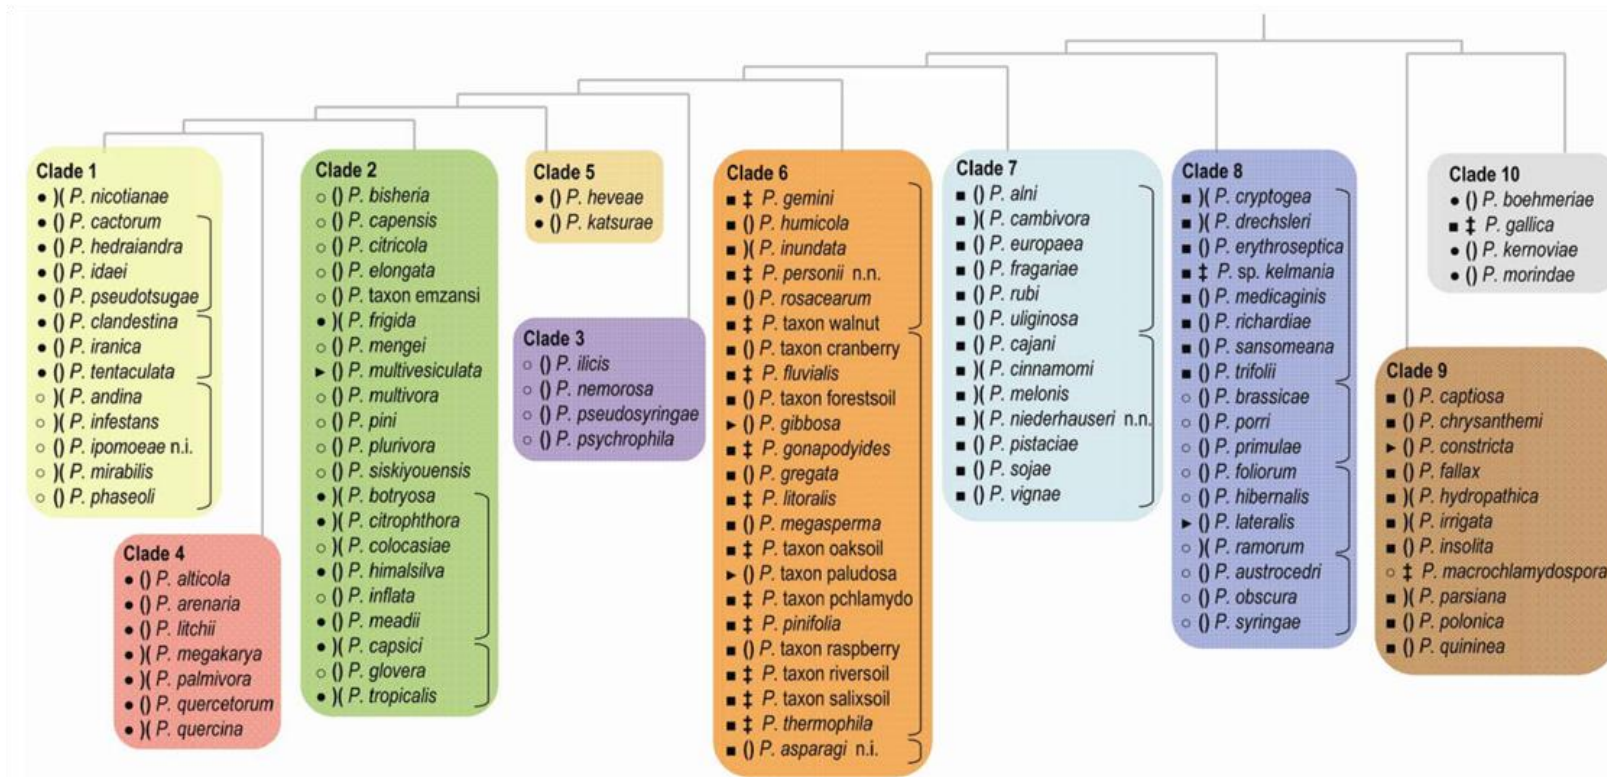 Clade 1
● )( P. nicotianae
● () P. cactorum
● () P. hedraiandra
● () P. idaei
● () P. pseudotsugae
● () P. clandestina
● () P. iranica
● () P. tentaculata
○ () P. andina
○ )( P. infestans
○ () P. ipomoeae n.i.
○ )( P. mirabilis
○ () P. phaseoli
Clade 4
● () P. alticola
● () P. arenaria
● () P. litchii
● )( P. megakarya
● )( P. palmivora
● () P. quercetorum
● )( P. quercina
Clade 2
○ () P. bisheria
○ () P. capensis
○ () P. citricola
○ () P. elongata
○ () P. taxon emzansi
● )( P. frigida
○ () P. mengei
► () P. multivesiculata
○ () P. multivora
○ () P. pini
○ () P. plurivora
○ () P. siskiyouensis
● )( P. botryosa
● )( P. citrophthora
○ )( P. colocasiae
● () P. himalsilva
○ () P. inflata
● () P. meadii
● )( P. capsici
○ () P. glovera
● )( P. tropicalis
Clade 5
● () P. heveae
● () P. katsurae
Clade 3
○ () P. ilicis
○ () P. nemorosa
○ () P. pseudosyringae
○ () P. psychrophila
Clade 6
■ ‡ P. gemini
■ () P. humicola
■ )( P. inundata
■ ‡ P. personii n.n.
■ () P. rosacearum
■ ‡ P. taxon walnut
■ () P. taxon cranberry
■ ‡ P. fluvialis
■ () P. taxon forestsoil
► () P. gibbosa
■ ‡ P. gonapodyides
■ () P. gregata
■ ‡ P. litoralis
■ () P. megasperma
■ ‡ P. taxon oaksoil
► () P. taxon paludosa
■ ‡ P. taxon pchlamydo
■ ‡ P. pinifolia
■ () P. taxon raspberry
■ ‡ P. taxon riversoil
■ ‡ P. taxon salixsoil
■ ‡ P. thermophila
■ () P. asparagi n.i.
Clade 7
■ () P. alni
■ )( P. cambivora
■ () P. europaea
■ () P. fragariae
■ () P. rubi
■ () P. uliginosa
■ () P. cajani
■ )( P. cinnamomi
■ )( P. melonis
■ )( P. niederhauseri n.n.
■ () P. pistaciae
■ () P. sojae
■ () P. vignae
Clade 8
■ )( P. cryptogea
■ )( P. drechsleri
■ () P. erythroseptica
■ ‡ P. sp. kelmania
■ () P. medicaginis
■ () P. richardiae
■ () P. sansomeana
■ () P. trifolii
○ () P. brassicae
○ () P. porri
○ () P. primulae
○ () P. foliorum
○ () P. hibernalis
► () P. lateralis
○ )( P. ramorum
○ () P. austrocedri
○ () P. obscura
○ () P. syringae
Clade 10
● () P. boehmeriae
■ ‡ P. gallica
● () P. kernoviae
● () P. morindae
Clade 9
■ () P. captiosa
■ () P. chrysanthemi
► () P. constricta
■ () P. fallax
■ )( P. hydropathica
■ )( P. irrigata
■ () P. insolita
○ ‡ P. macrochlamydospora
■ )( P. parsiana
■ () P. polonica
■ () P. quininea